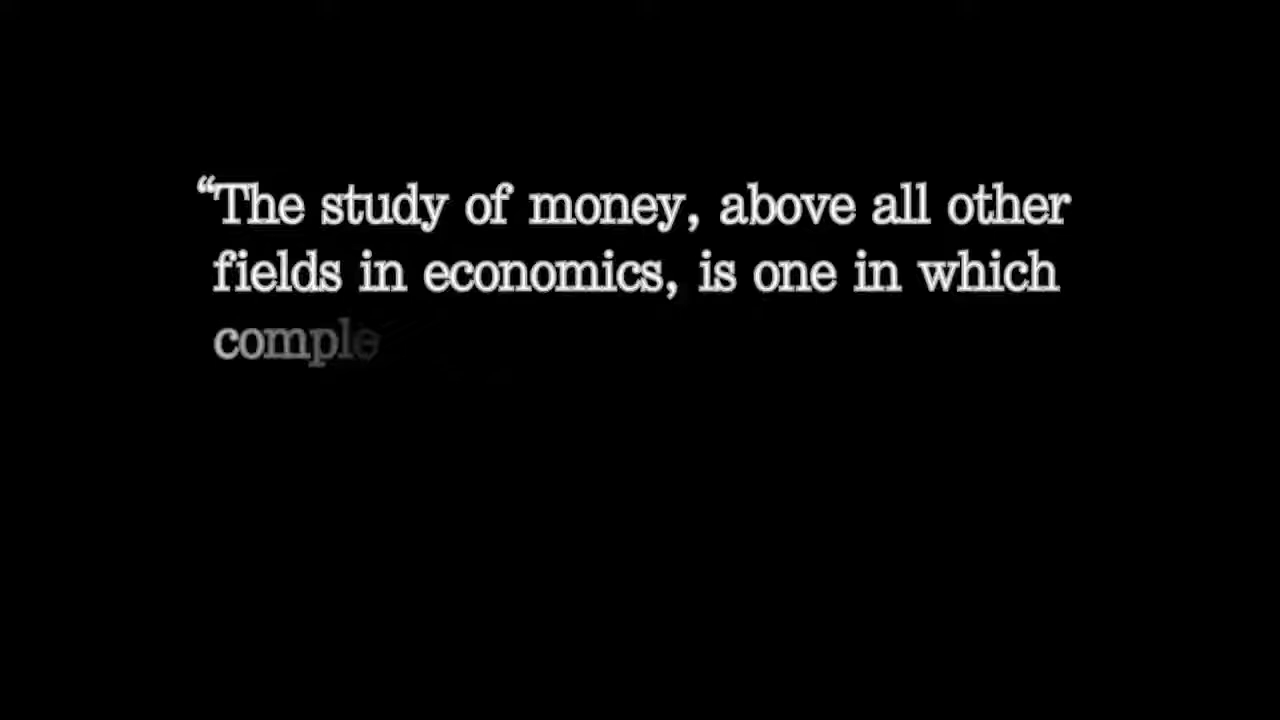 “The study of money, above all other
fields in economics, is one in which
comple